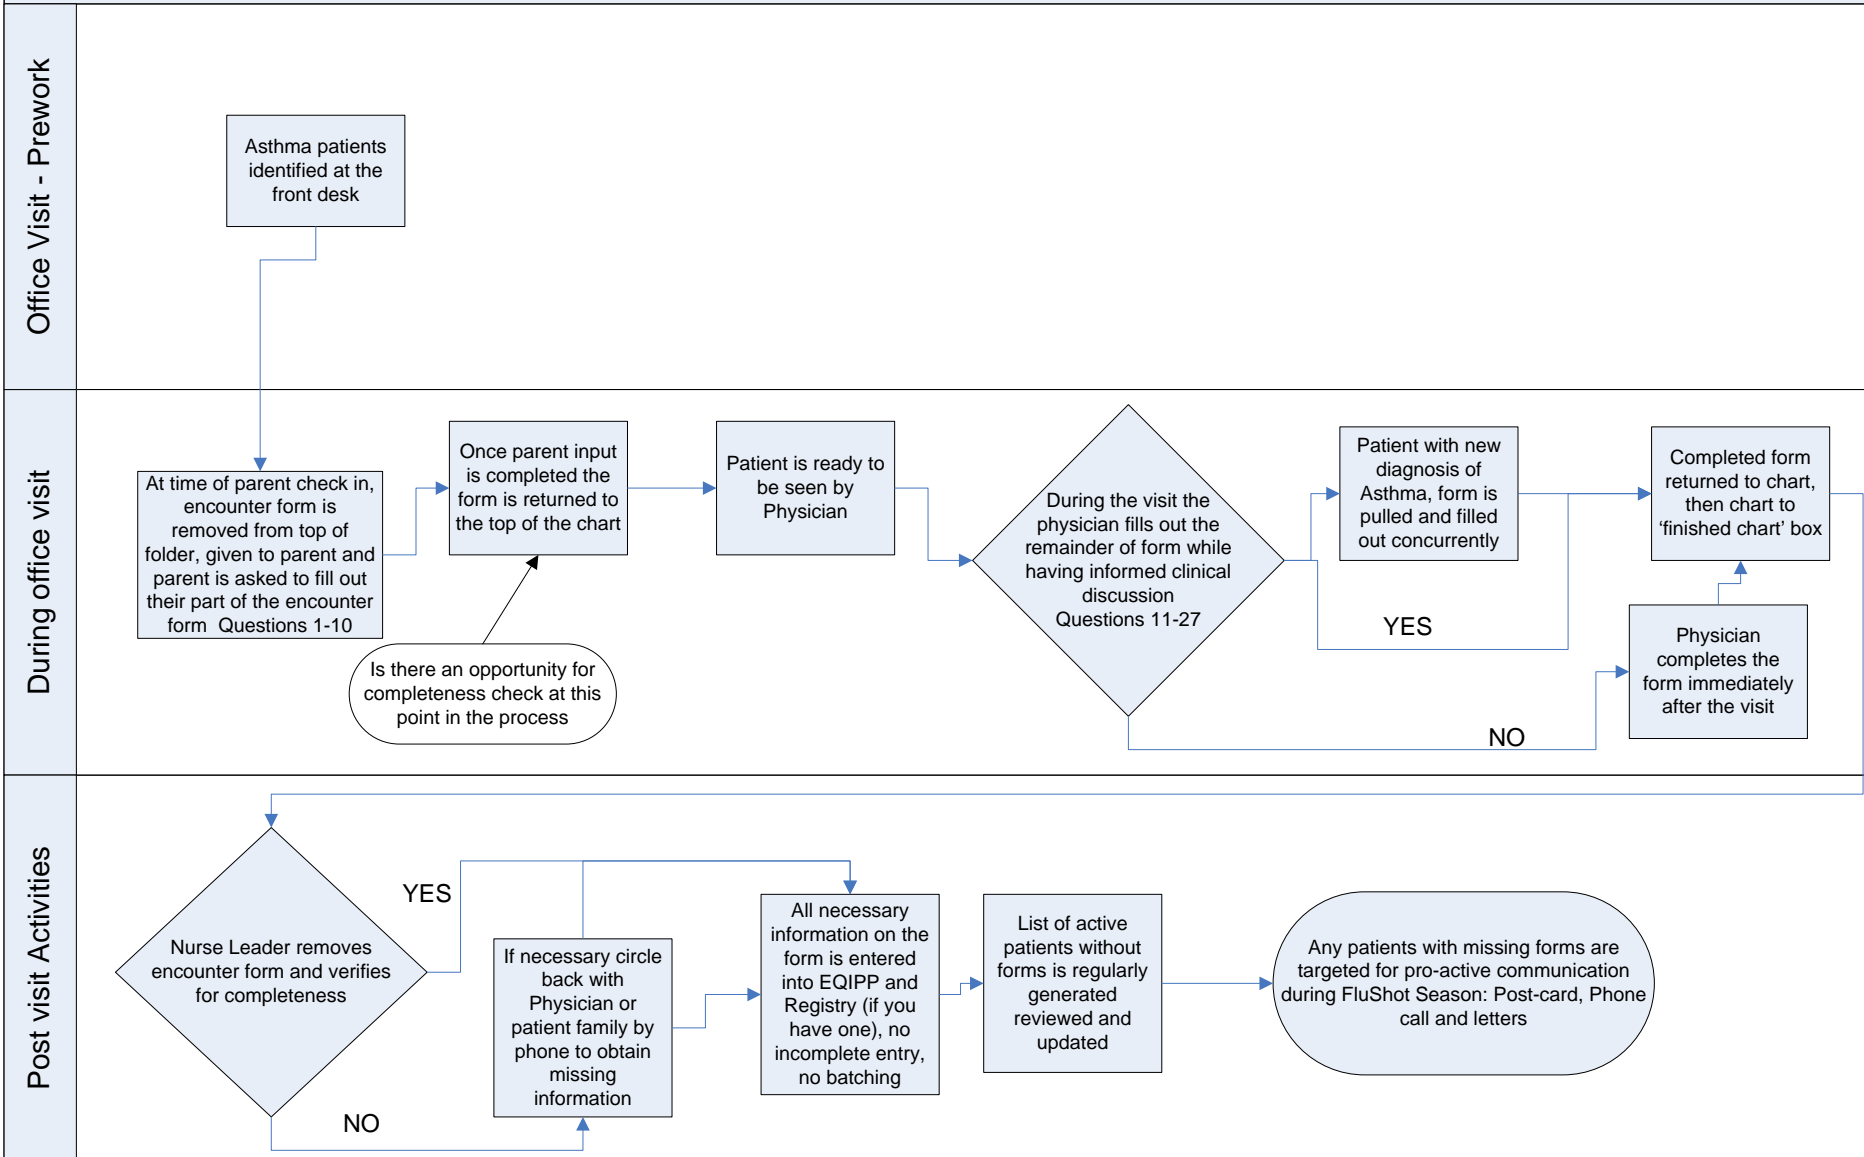 Office Visit - Prework
Asthma patients
identified at the
front desk
During office visit
At time of parent check in,
encounter form is
removed from top of
folder, given to parent and
parent is asked to fill out
their part of the encounter
form Questions 1-10
Once parent input
is completed the
form is returned to
the top of the chart
Is there an opportunity for
completeness check at this
point in the process
Patient is ready to
be seen by
Physician
During the visit the
physician fills out the
remainder of form while
having informed clinical
discussion
Questions 11-27
Patient with new
diagnosis of
Asthma, form is
pulled and filled
out concurrently
YES
NO
Completed form
returned to chart,
then chart to
‘finished chart’ box
Physician
completes the
form immediately
after the visit
Post visit Activities
Nurse Leader removes
encounter form and verifies
for completeness
YES
NO
If necessary circle
back with
Physician or
patient family by
phone to obtain
missing
information
All necessary
information on the
form is entered
into EQIPP and
Registry (if you
have one), no
incomplete entry,
no batching
List of active
patients without
forms is regularly
generated
reviewed and
updated
Any patients with missing forms are
targeted for pro-active communication
during FluShot Season: Post-card, Phone
call and letters